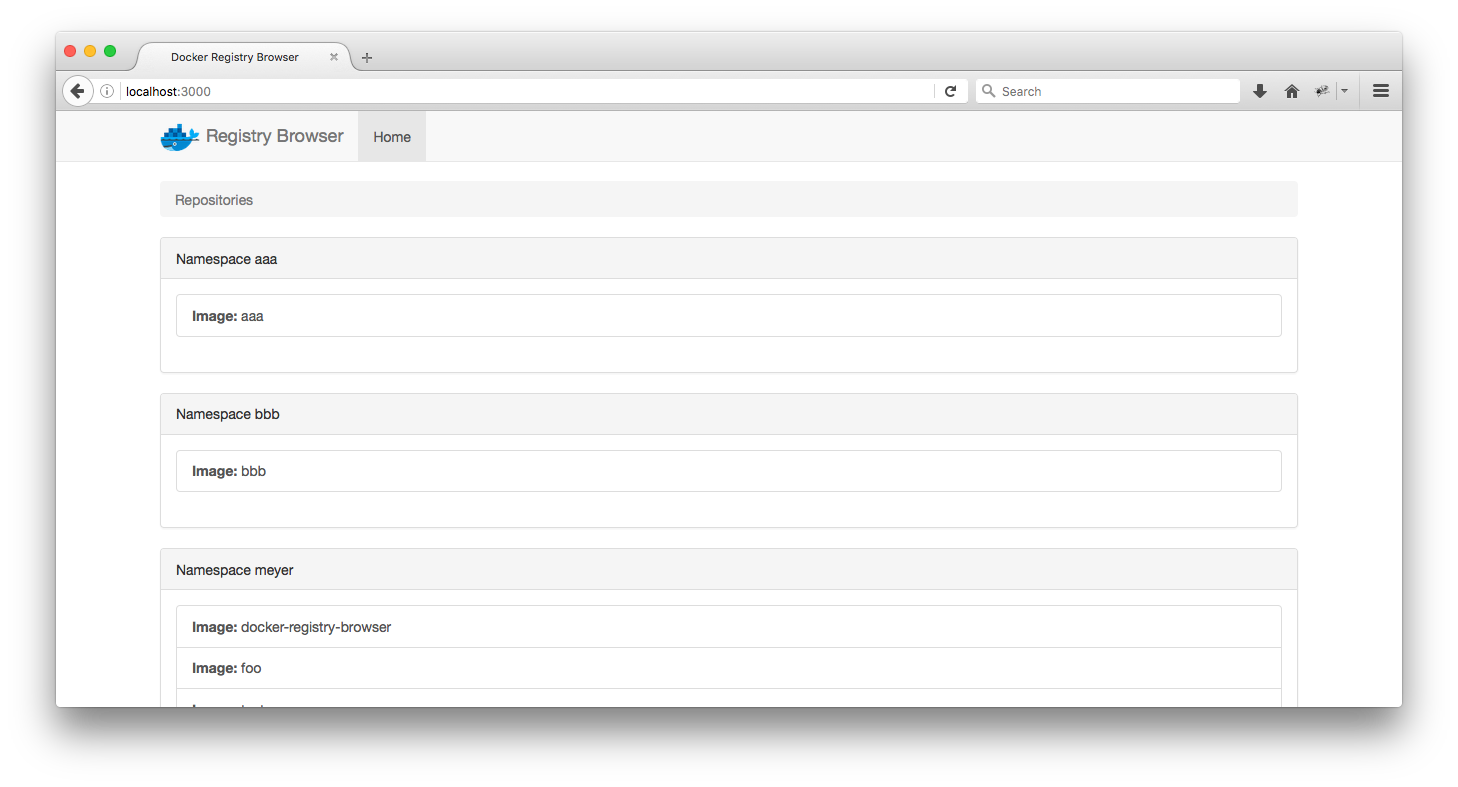 Docker Registry Browser
localhost:3000
Search
Registry Browser
Home
Repositories
Namespace aaa
Image: aaa
Namespace bbb
Image: bbb
Namespace meyer
Image: docker-registry-browser
Image: foo